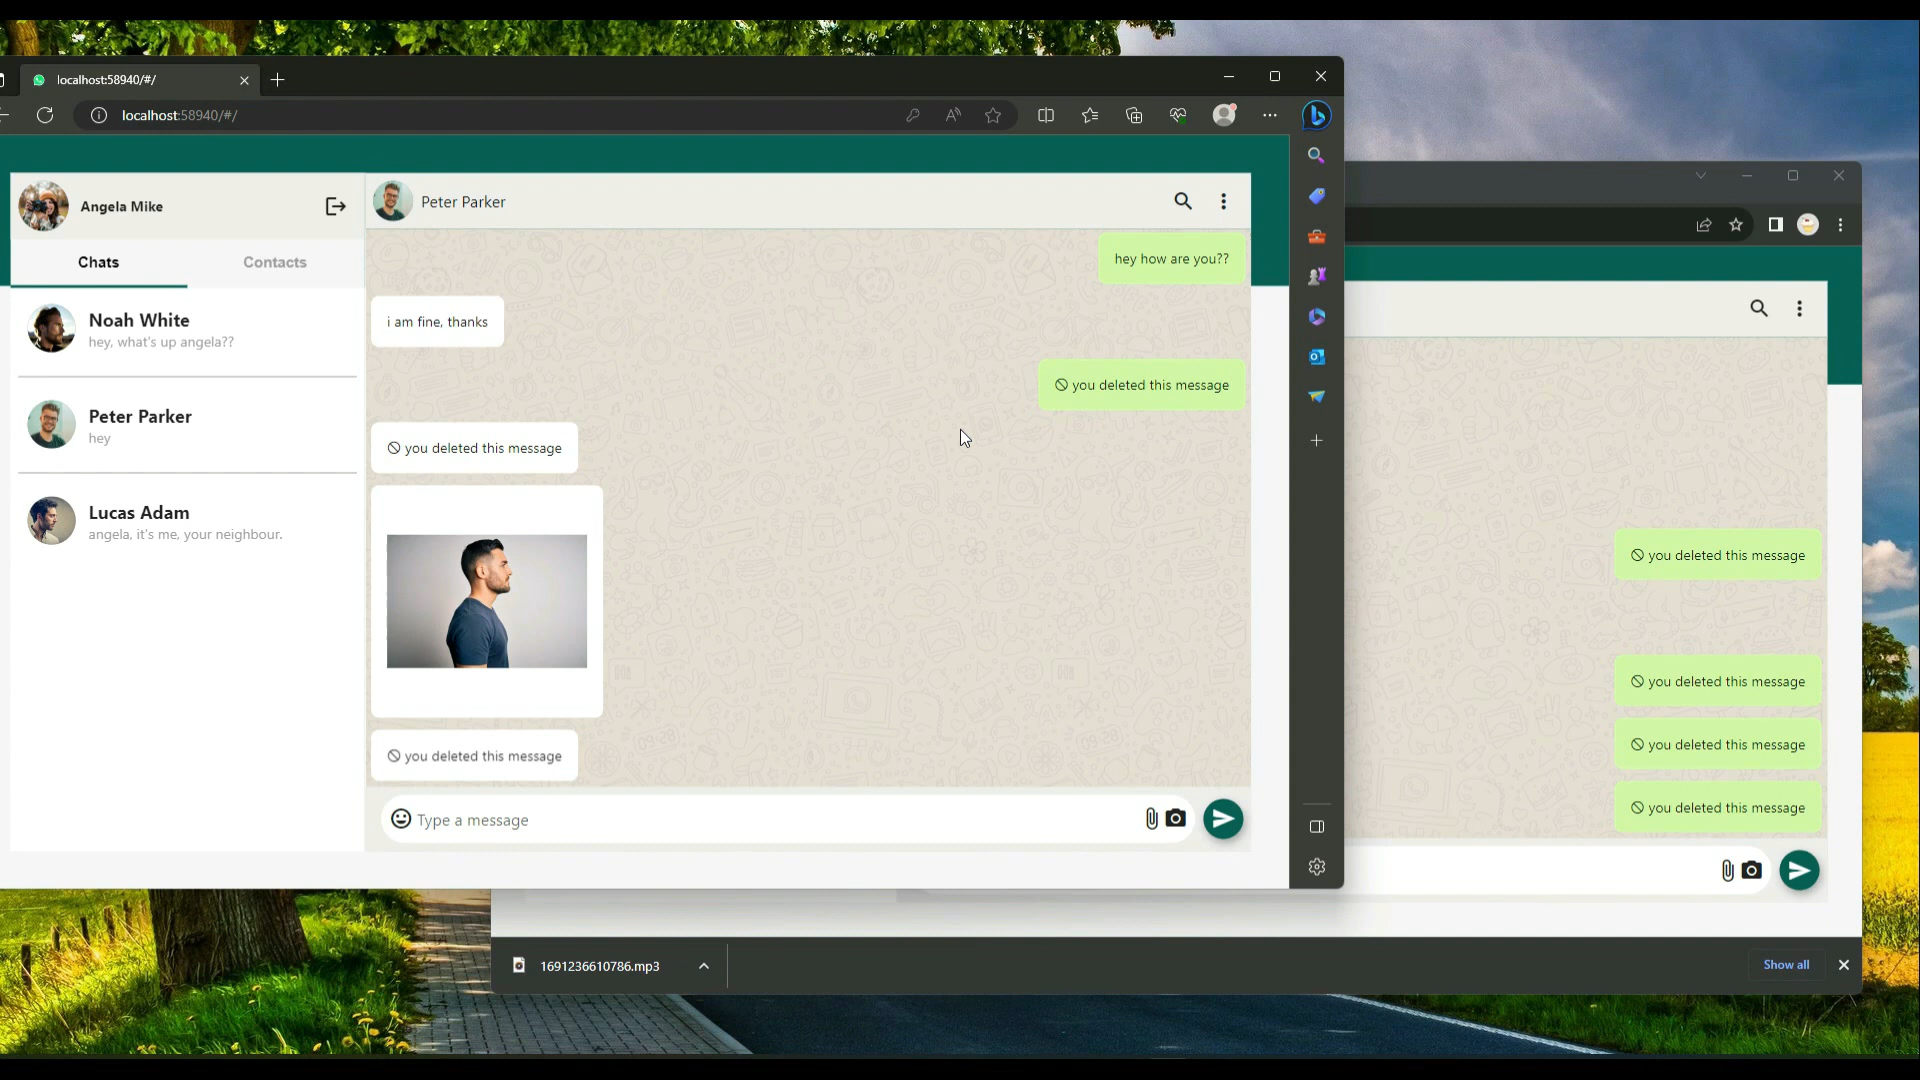 localhost:58940/#/
localhost:58940/#/
Angela Mike
Peter Parker
Chats
Contacts
hey how are you??
Noah White
hey, what's up angela??
i am fine, thanks
you deleted this message
Peter Parker
hey
you deleted this message
Lucas Adam
angela, it's me, your neighbour.
you deleted this message
Type a message
you deleted this message
you deleted this message
you deleted this message
you deleted this message
1691236610786.mp3
Show all